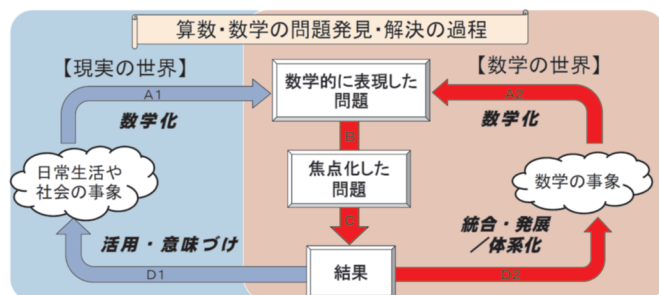 算数・数学の問題発見・解決の過程
【現実の世界】
【数学の世界】
A1
数学的に表現した
問題
A2
数学化
数学化
B
日常生活や
社会の事象
焦点化した
問題
数学の事象
C
活用・意味づけ
統合・発展
／体系化
D1
結果
D2